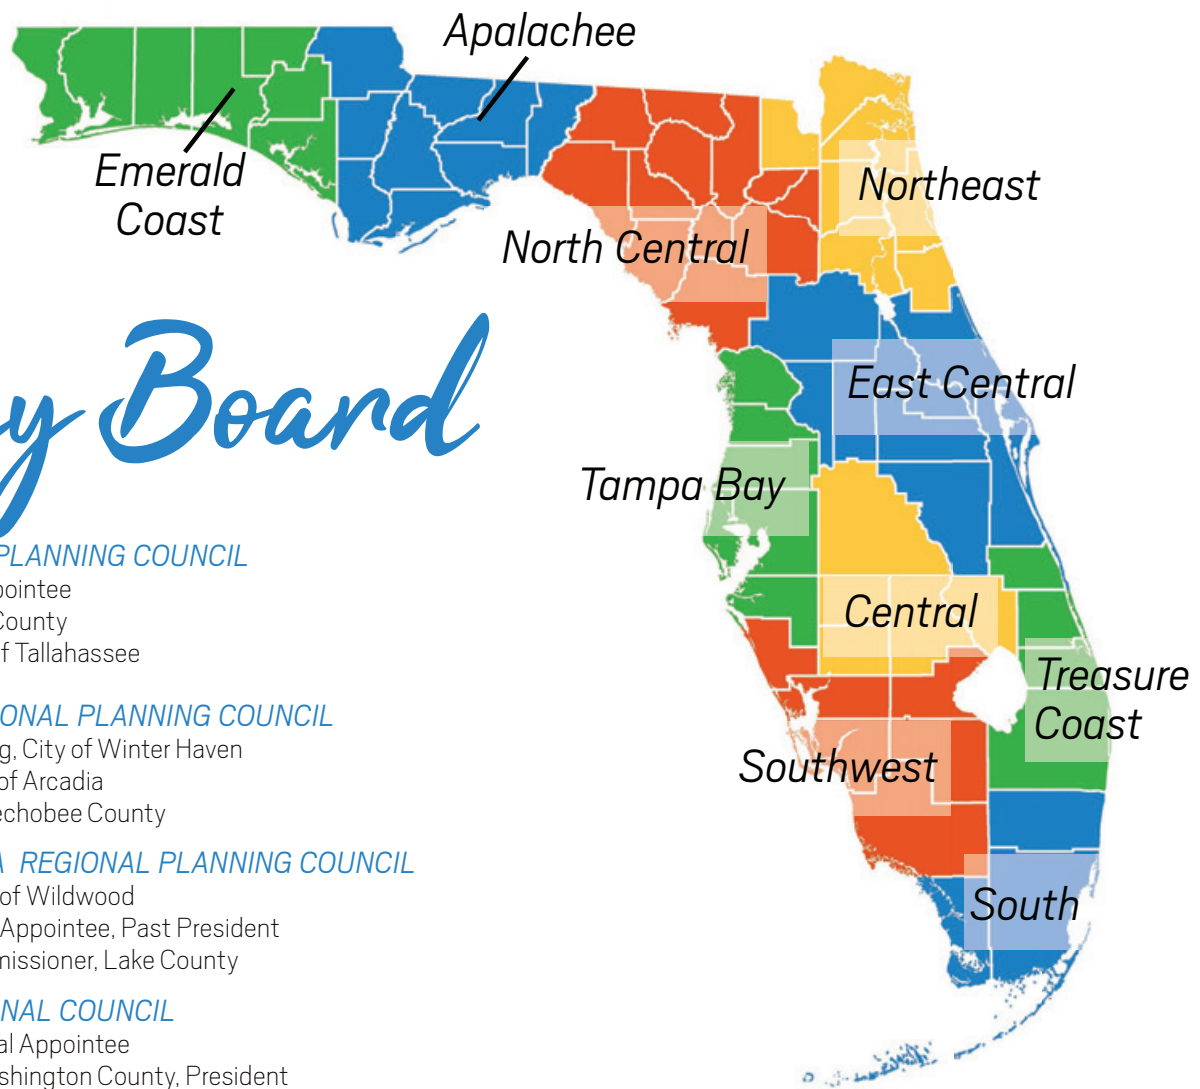 Apalachee
Emerald
Coast
Northeast
North Central
East Central
Tampa Bay
Central
Treasure
Coast
Southwest
South
y Board
PLANNING COUNCIL
pointee
County
f Tallahassee
ONAL PLANNING COUNCIL
g, City of Winter Haven
of Arcadia
echobee County
A REGIONAL PLANNING COUNCIL
of Wildwood
Appointee, Past President
missioner, Lake County
NAL COUNCIL
al Appointee
shington County, President